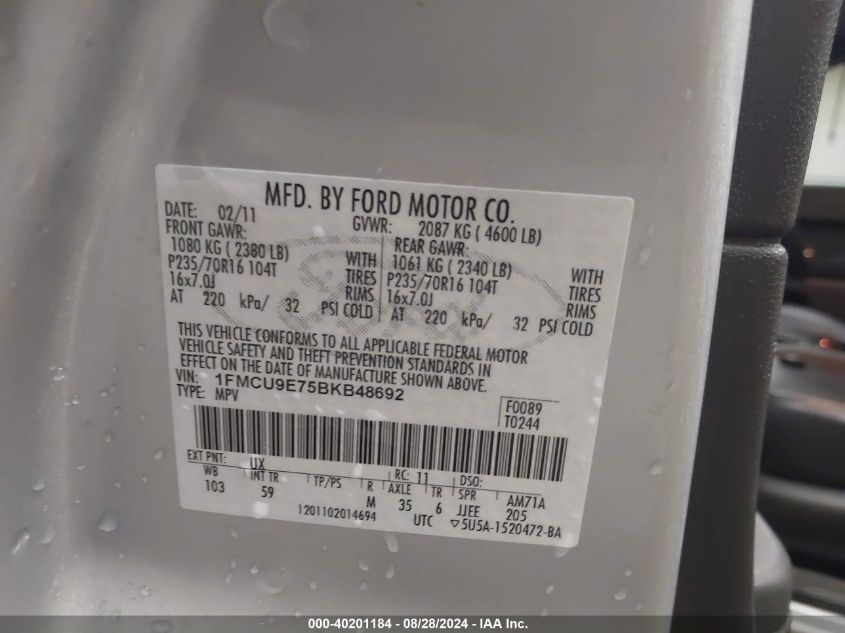 MFD. BY FORD MOTOR CO.
DATE: 02/11 GVWR: 2087 KG ( 4600 LB)
FRONT GAWR: REAR GAWR:
1080 KG ( 2380 LB) WITH 1061 KG ( 2340 LB) WITH
P235/70R16 104T TIRES P235/70R16 104T TIRES
16x7.0J RIMS 16x7.0J RIMS
AT 220 kPa/ 32 PSI COLD AT 220 kPa/ 32 PSI COLD
THIS VEHICLE CONFORMS TO ALL APPLICABLE FEDERAL MOTOR
VEHICLE SAFETY AND THEFT PREVENTION STANDARDS IN
EFFECT ON THE DATE OF MANUFACTURE SHOWN ABOVE.
VIN: 1FMCU9E75BKB48692
TYPE: MPV
F0089
T0244
EXT PNT: UX RC: 11 DSO:
WB INT TR TP/PS R AXLE TR SPR AM71A
103 59 M 35 6 JJEE 205
1201102014694 UTC ▽5U5A-1520472-BA
000-40201184 - 08/28/2024 - IAA Inc.